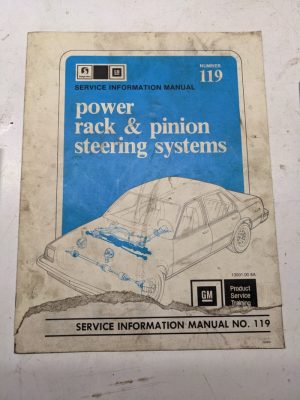 GM
NUMBER
119
SERVICE INFORMATION MANUAL
power
rack & pinion
steering systems
GM
Product
Service
Training
SERVICE INFORMATION MANUAL NO. 119